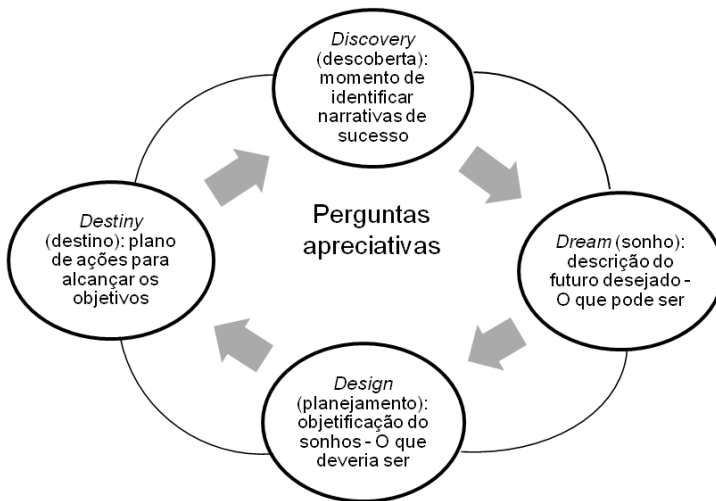 Discovery
(descoberta):
momento de
identificar
narrativas de
sucesso
Perguntas
apreciativas
Dream (sonho):
descrição do
futuro desejado -
O que pode ser
Design
(planejamento):
objetificação do
sonhos - O que
deveria ser
Destiny
(destino): plano
de ações para
alcançar os
objetivos